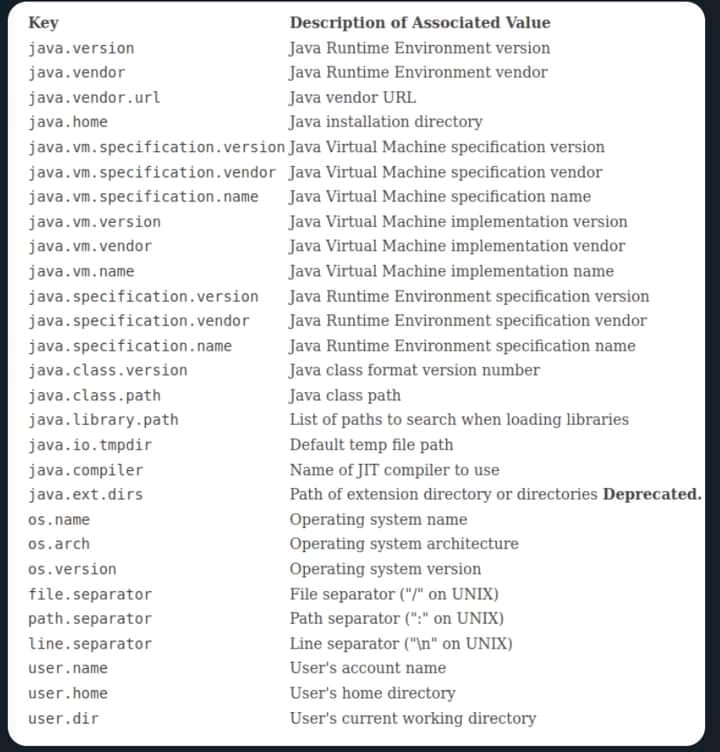 Key Description of Associated Value
java.version Java Runtime Environment version
java.vendor Java Runtime Environment vendor
java.vendor.url Java vendor URL
java.home Java installation directory
java.vm.specification.version Java Virtual Machine specification version
java.vm.specification.vendor Java Virtual Machine specification vendor
java.vm.specification.name Java Virtual Machine specification name
java.vm.version Java Virtual Machine implementation version
java.vm.vendor Java Virtual Machine implementation vendor
java.vm.name Java Virtual Machine implementation name
java.specification.version Java Runtime Environment specification version
java.specification.vendor Java Runtime Environment specification vendor
java.specification.name Java Runtime Environment specification name
java.class.version Java class format version number
java.class.path Java class path
java.library.path List of paths to search when loading libraries
java.io.tmpdir Default temp file path
java.compiler Name of JIT compiler to use
java.ext.dirs Path of extension directory or directories Deprecated.
os.name Operating system name
os.arch Operating system architecture
os.version Operating system version
file.separator File separator ("/" on UNIX)
path.separator Path separator (":" on UNIX)
line.separator Line separator ("\n" on UNIX)
user.name User's account name
user.home User's home directory
user.dir User's current working directory